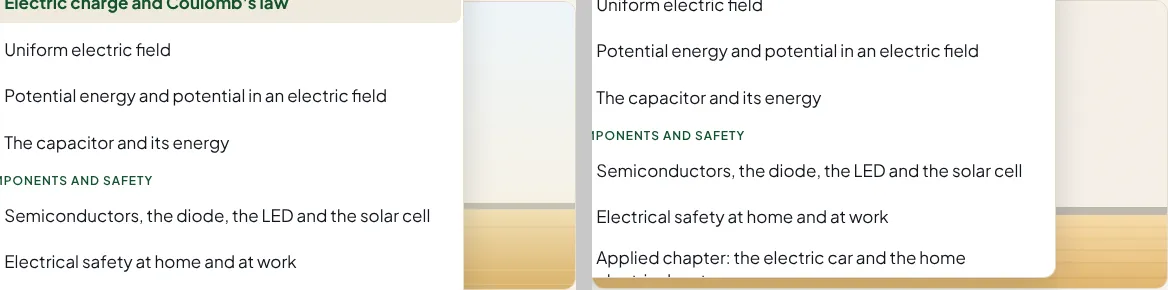 Electric charge and Coulomb's law
Uniform electric field
Potential energy and potential in an electric field
The capacitor and its energy
MPONENTS AND SAFETY
Semiconductors, the diode, the LED and the solar cell
Electrical safety at home and at work
Uniform electric field
Potential energy and potential in an electric field
The capacitor and its energy
MPONENTS AND SAFETY
Semiconductors, the diode, the LED and the solar cell
Electrical safety at home and at work
Applied chapter: the electric car and the home